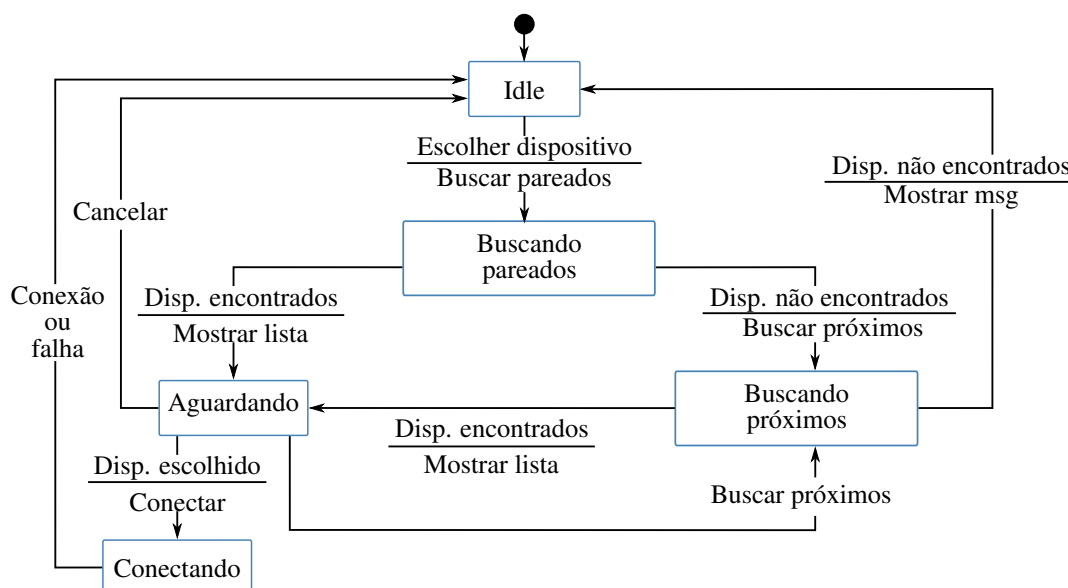 Idle
Escolher dispositivo
Buscar pareados
Disp. não encontrados
Mostrar msg
Cancelar
Buscando
pareados
Conexão
ou
falha
Disp. encontrados
Mostrar lista
Disp. não encontrados
Buscar próximos
Aguardando
Buscando
próximos
Disp. encontrados
Mostrar lista
Disp. escolhido
Conectar
Buscar próximos
Conectando